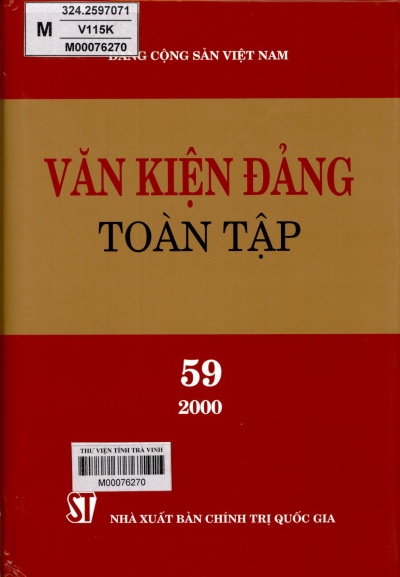 324.2597071
M
V115K
M00076270
ĐẢNG CỘNG SẢN VIỆT NAM
VĂN KIỆN ĐẢNG
TOÀN TẬP
59
2000
THƯ VIỆN TỈNH TRÀ VINH
M00076270
ST
NHÀ XUẤT BẢN CHÍNH TRỊ QUỐC GIA